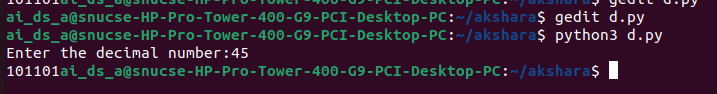 ai_ds_a@snucse-HP-Pro-Tower-400-G9-PCI-Desktop-PC:~/akshara$ gedit d.py
ai_ds_a@snucse-HP-Pro-Tower-400-G9-PCI-Desktop-PC:~/akshara$ python3 d.py
Enter the decimal number:45
101101ai_ds_a@snucse-HP-Pro-Tower-400-G9-PCI-Desktop-PC:~/akshara$